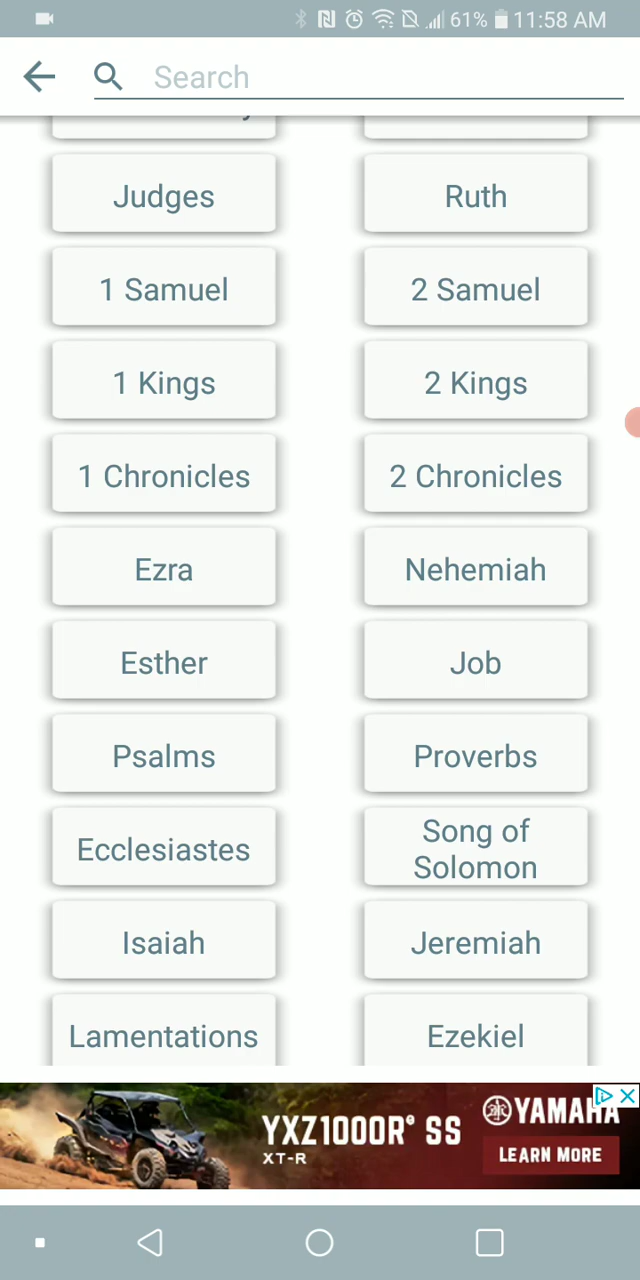 61% 11:58 AM
Search
Judges
Ruth
1 Samuel
2 Samuel
1 Kings
2 Kings
1 Chronicles
2 Chronicles
Ezra
Nehemiah
Esther
Job
Psalms
Proverbs
Ecclesiastes
Song of
Solomon
Isaiah
Jeremiah
Lamentations
Ezekiel
YXZ1000R® SS
XT-R
YAMAHA
LEARN MORE